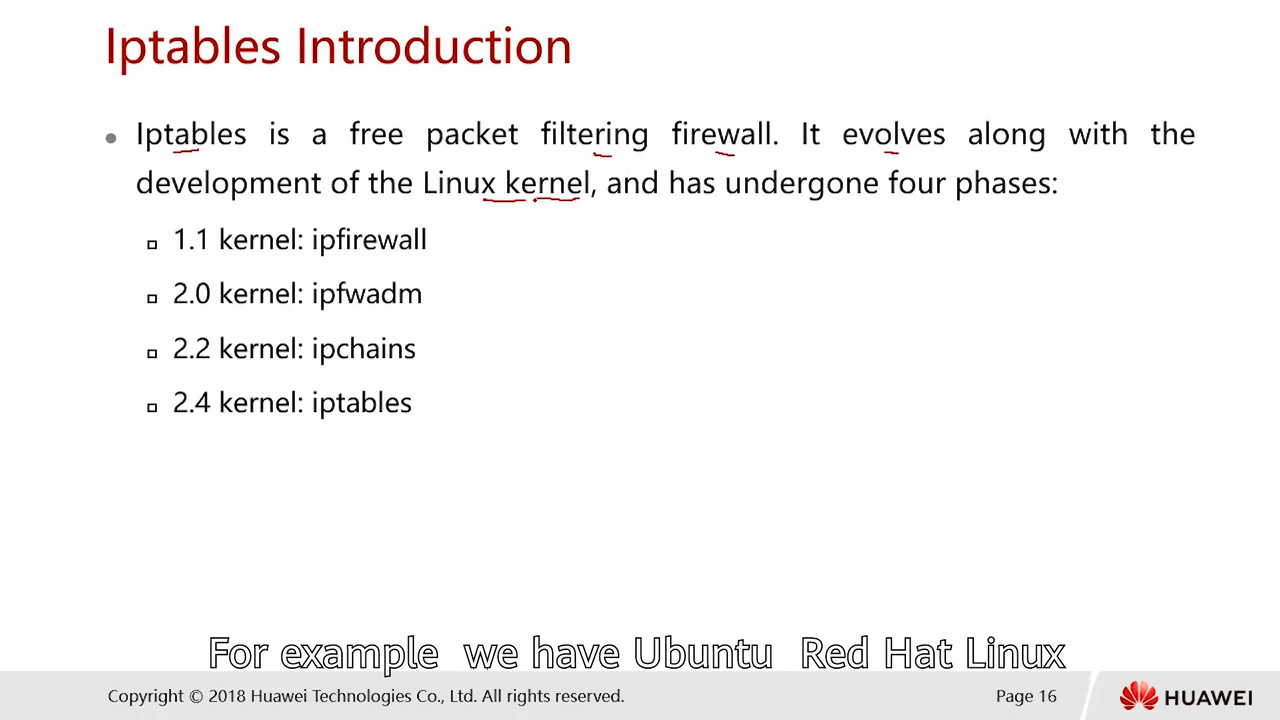 Iptables Introduction
Iptables is a free packet filtering firewall. It evolves along with the
development of the Linux kernel, and has undergone four phases:
1.1 kernel: ipfirewall
2.0 kernel: ipfwadm
2.2 kernel: ipchains
2.4 kernel: iptables
For example we have Ubuntu Red Hat Linux
Copyright © 2018 Huawei Technologies Co., Ltd. All rights reserved.
Page 16
HUAWEI